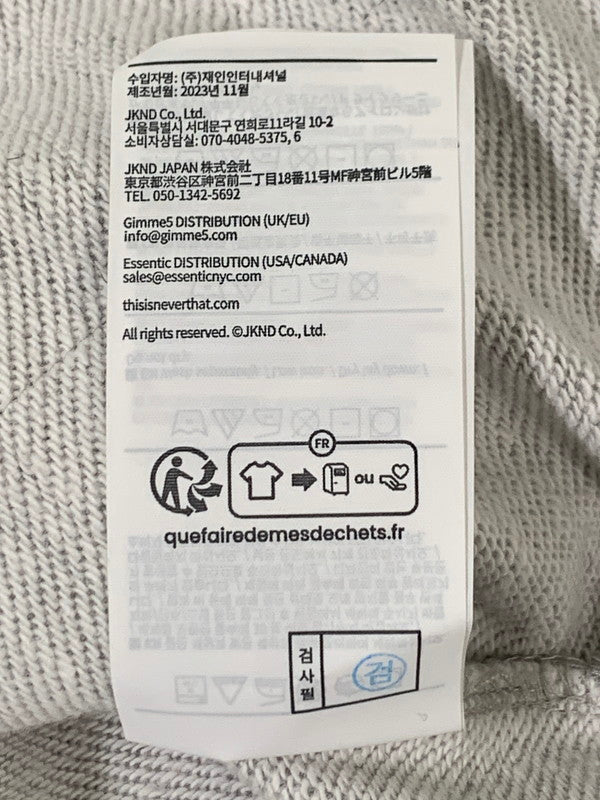 수입자명: (주)재인인터내셔널
제조년월: 2023년 11월
JKND Co., Ltd.
서울특별시 서대문구 연희로11라길 10-2
소비자상담실: 070-4048-5375, 6
JKND JAPAN 株式会社
東京都渋谷区神宮前二丁目18番11号MF神宮前ビル5階
TEL. 050-1342-5692
Gimme5 DISTRIBUTION (UK/EU)
info@gimme5.com
Essentic DISTRIBUTION (USA/CANADA)
sales@essenticnyc.com
thisisneverthat.com
All rights reserved. ©JKND Co., Ltd.
FR
ou
quefairedemesdechets.fr
검사필
검